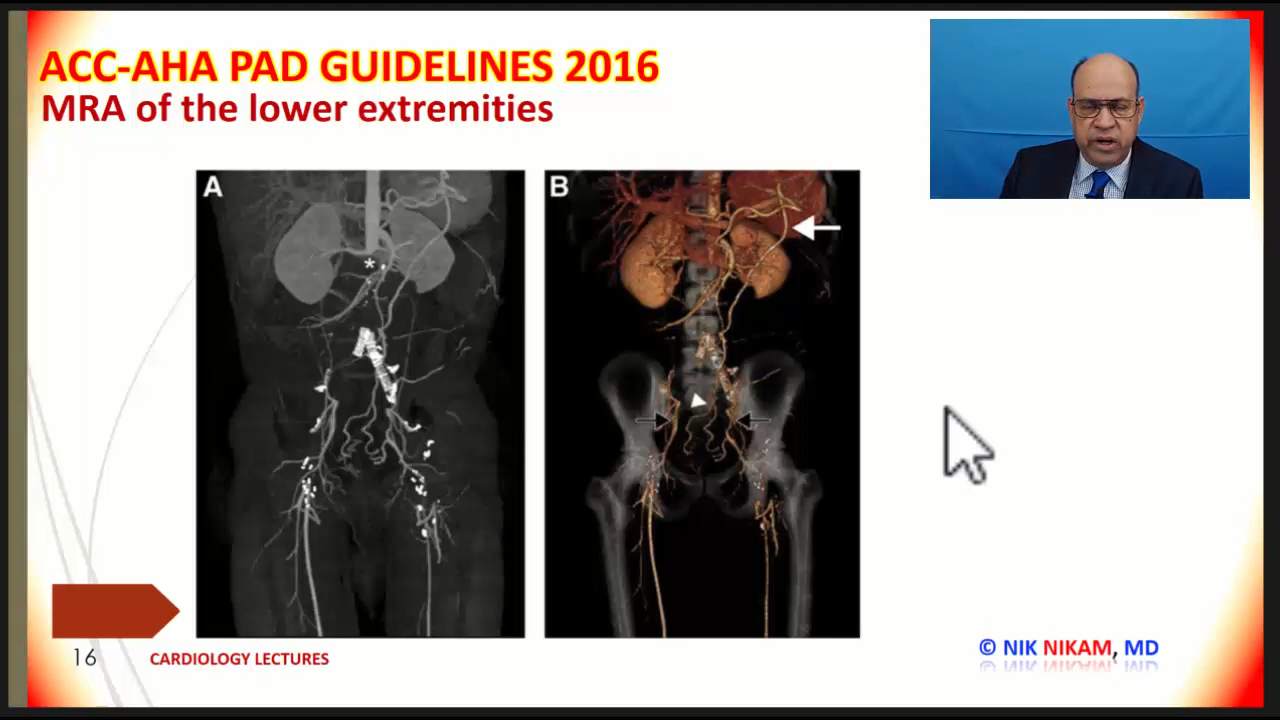 ACC-AHA PAD GUIDELINES 2016
MRA of the lower extremities
A
B
*
16
CARDIOLOGY LECTURES
© NIK NIKAM, MD